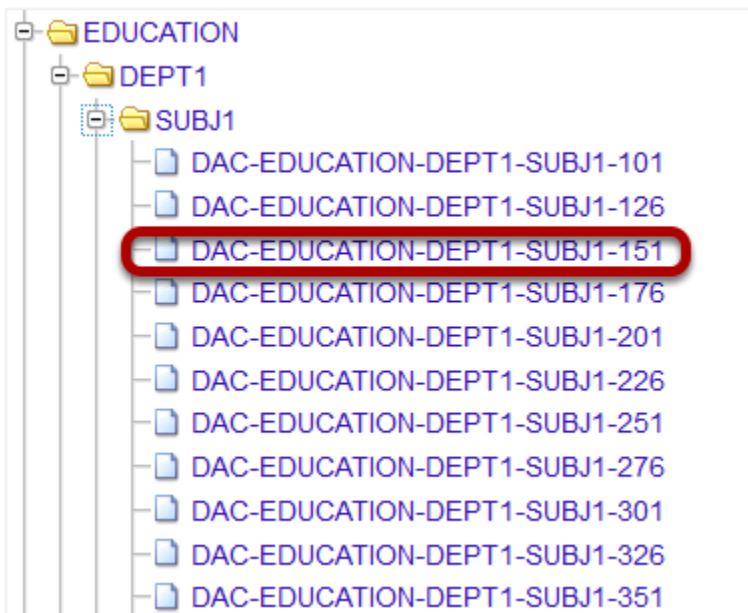 EDUCATION
DEPT1
SUBJ1
DAC-EDUCATION-DEPT1-SUBJ1-101
DAC-EDUCATION-DEPT1-SUBJ1-126
DAC-EDUCATION-DEPT1-SUBJ1-151
DAC-EDUCATION-DEPT1-SUBJ1-176
DAC-EDUCATION-DEPT1-SUBJ1-201
DAC-EDUCATION-DEPT1-SUBJ1-226
DAC-EDUCATION-DEPT1-SUBJ1-251
DAC-EDUCATION-DEPT1-SUBJ1-276
DAC-EDUCATION-DEPT1-SUBJ1-301
DAC-EDUCATION-DEPT1-SUBJ1-326
DAC-EDUCATION-DEPT1-SUBJ1-351